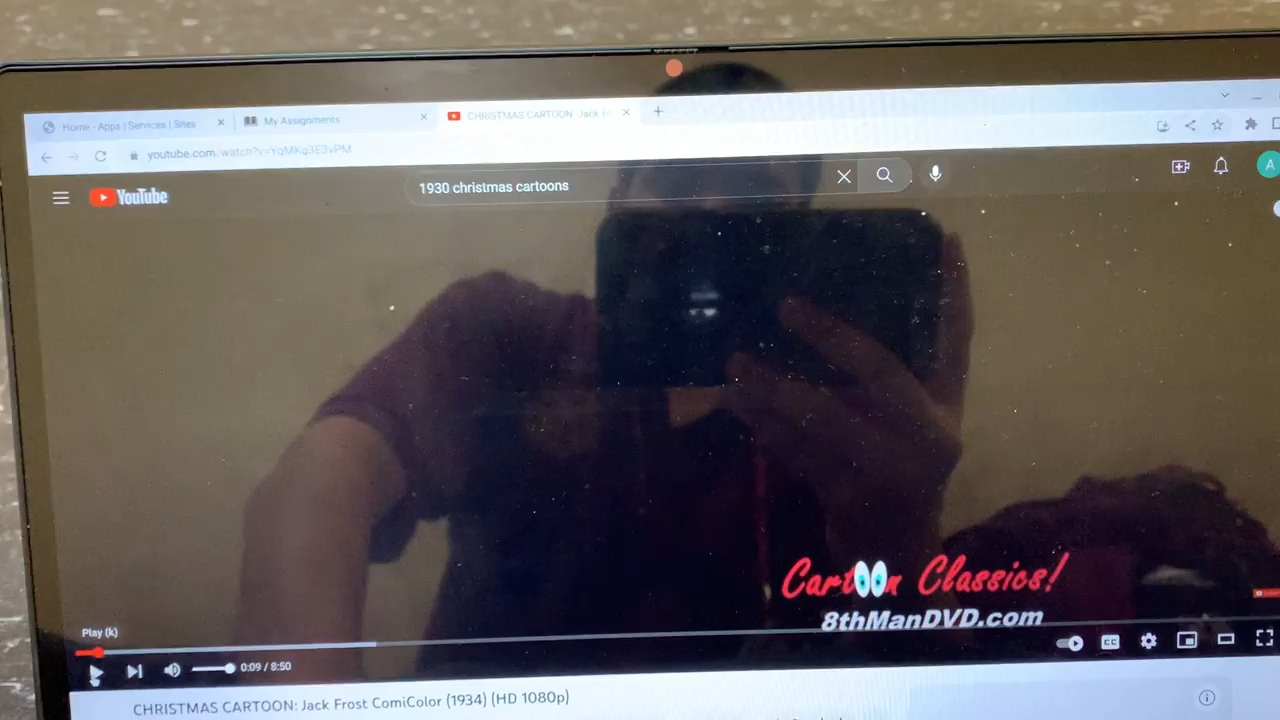 Home - Apps | Services | Sites
My Assignments
CHRISTMAS CARTOON: Jack Fr
youtube.com/watch?v=YqMKg3E3vPM
YouTube
1930 christmas cartoons
A
Cartoon Classics!
8thManDVD.com
Play (k)
0:09 / 8:50
CC
CHRISTMAS CARTOON: Jack Frost ComiColor (1934) (HD 1080p)